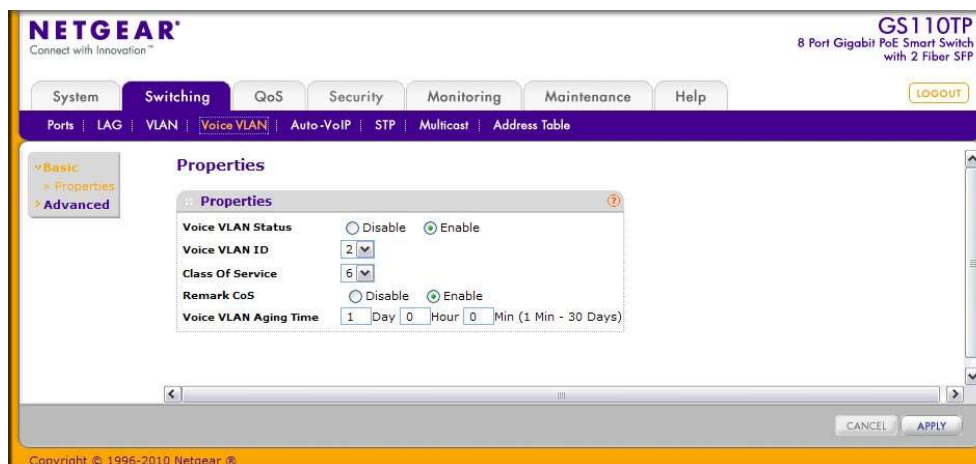 NETGEAR®
Connect with Innovation™
GS110TP
8 Port Gigabit PoE Smart Switch
with 2 Fiber SFP
System Switching QoS Security Monitoring Maintenance Help LOGOUT
Ports LAG VLAN Voice VLAN Auto-VoIP STP Multicast Address Table
Basic
Properties
Advanced
Properties
Properties
Voice VLAN Status Disable Enable
Voice VLAN ID 2
Class Of Service 6
Remark CoS Disable Enable
Voice VLAN Aging Time 1 Day 0 Hour 0 Min (1 Min - 30 Days)
CANCEL APPLY
Copyright © 1996-2010 Netgear ®